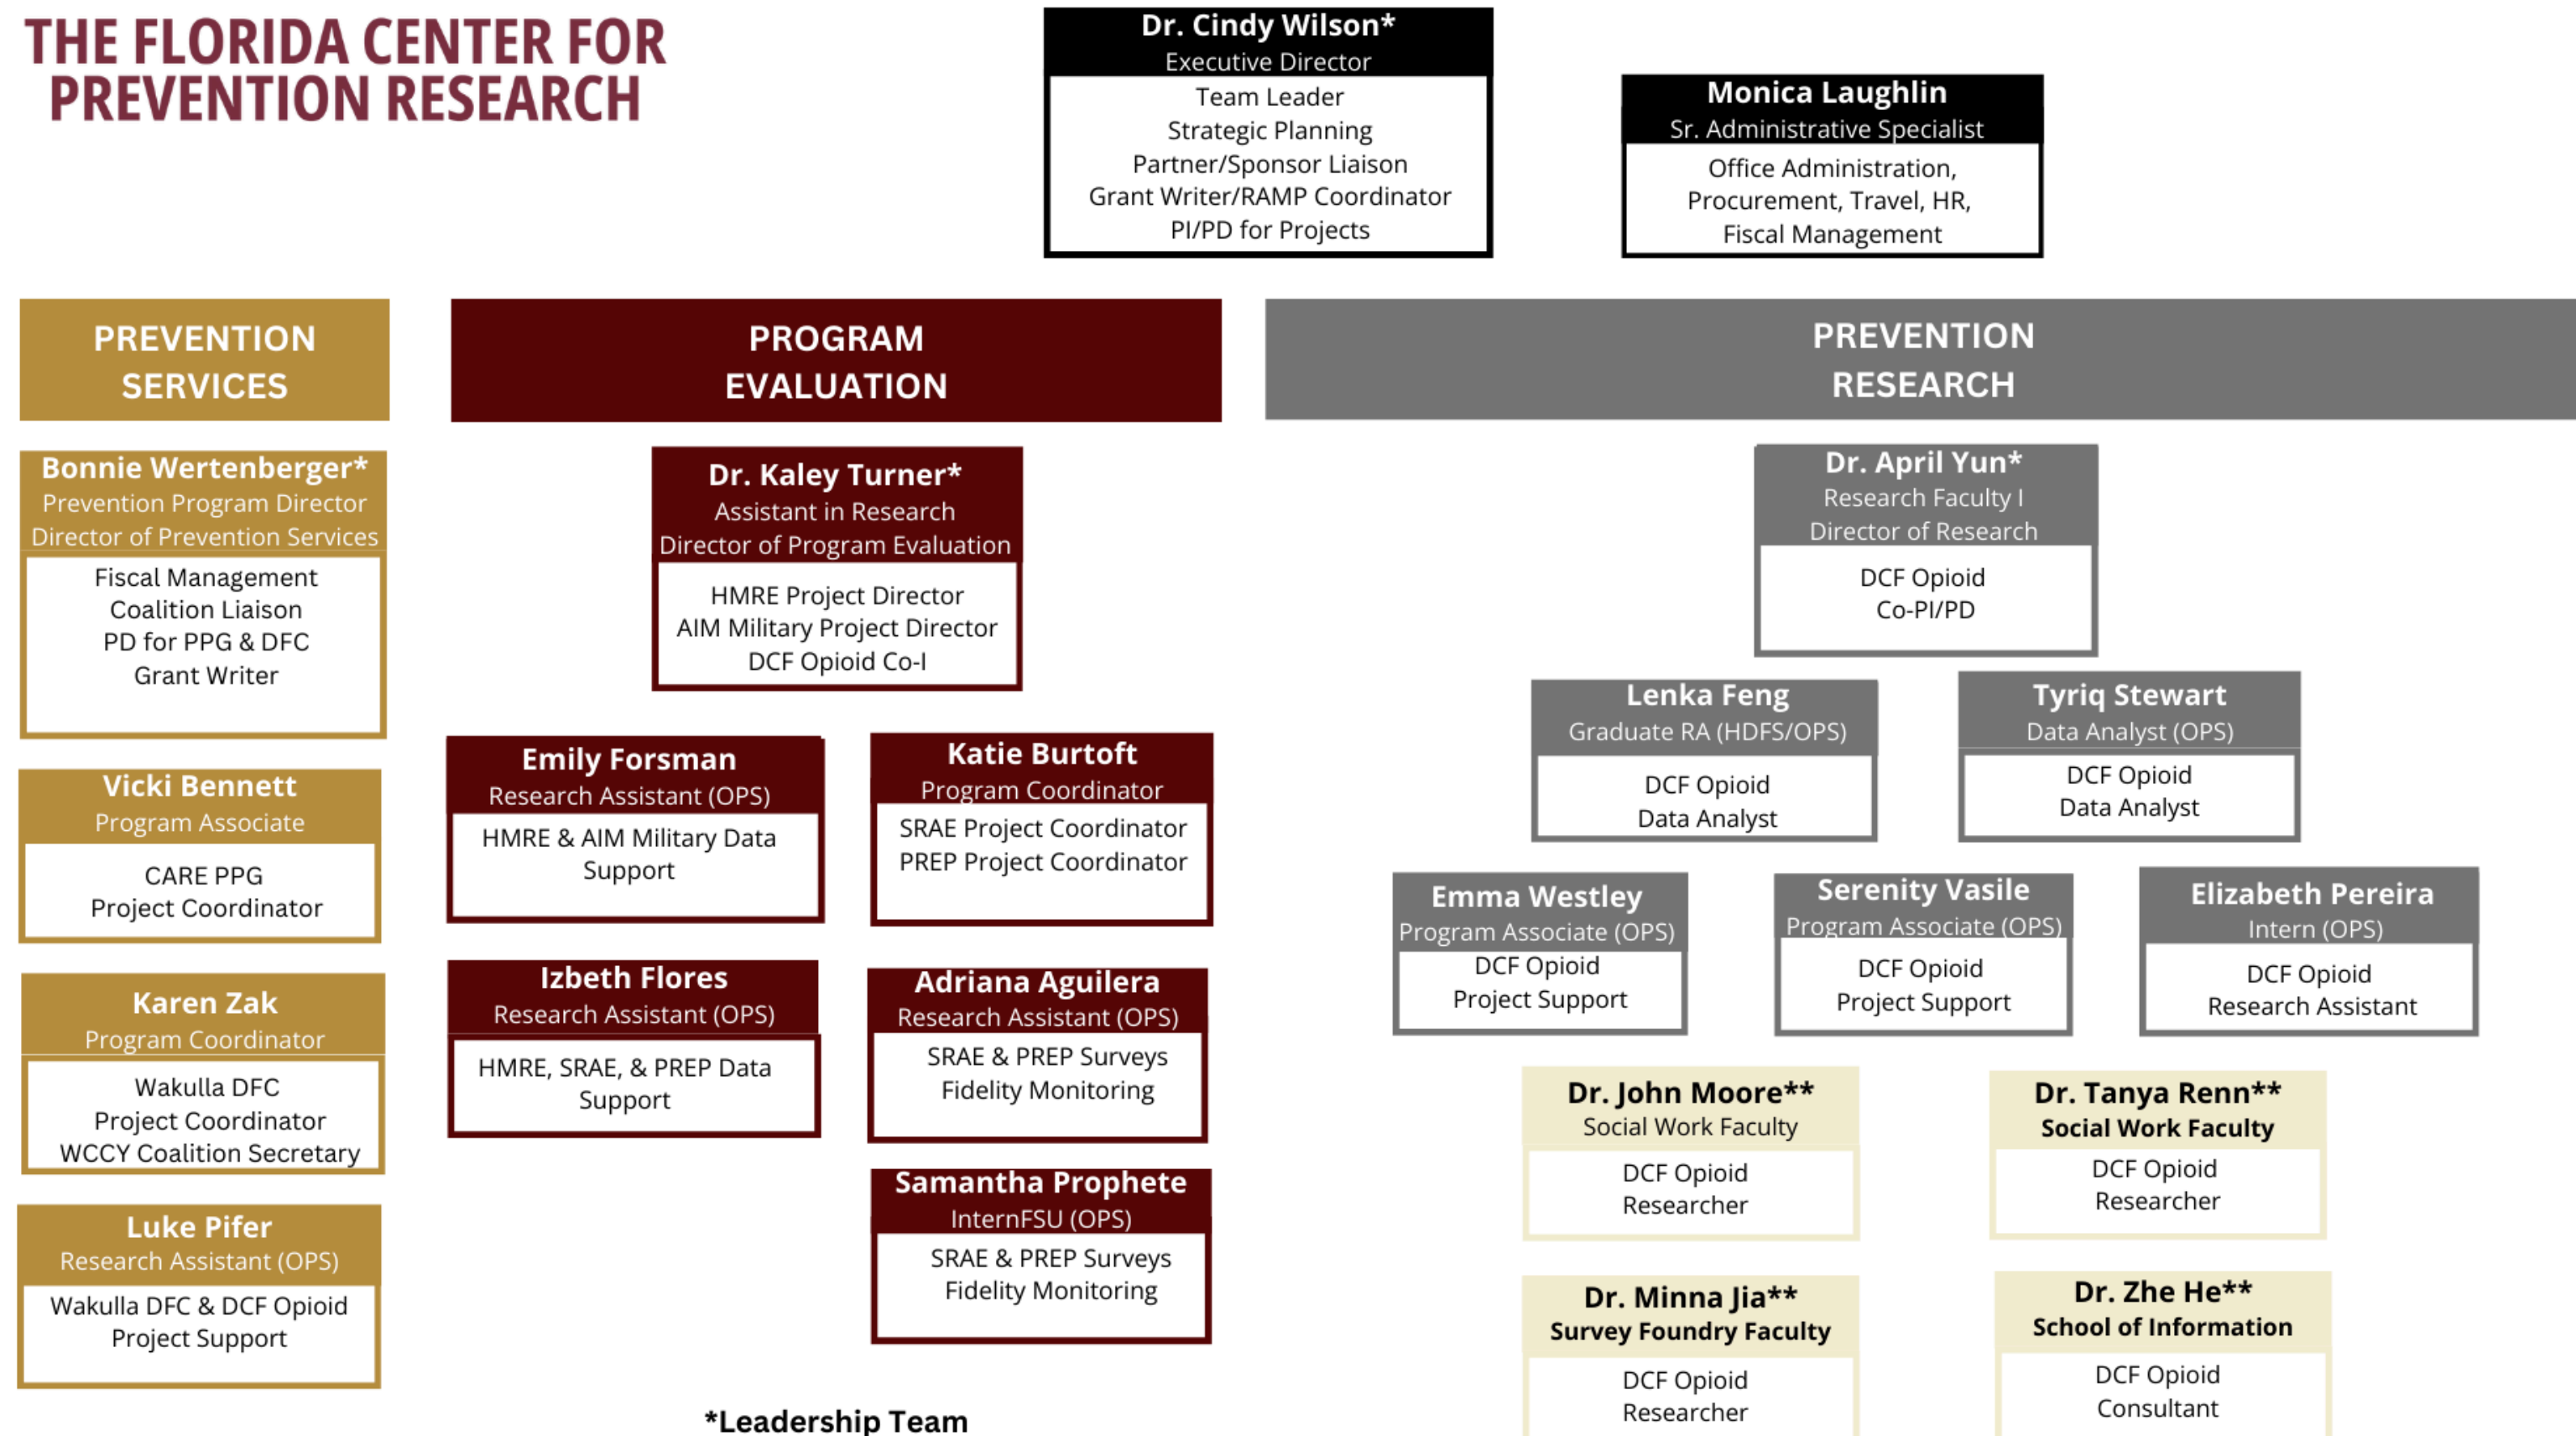 THE FLORIDA CENTER FOR
PREVENTION RESEARCH
Dr. Cindy Wilson*
Executive Director
Team Leader
Strategic Planning
Partner/Sponsor Liaison
Grant Writer/RAMP Coordinator
PI/PD for Projects
Monica Laughlin
Sr. Administrative Specialist
Office Administration,
Procurement, Travel, HR,
Fiscal Management
PREVENTION
SERVICES
Bonnie Wertenberger*
Prevention Program Director
Director of Prevention Services
Fiscal Management
Coalition Liaison
PD for PPG & DFC
Grant Writer
Vicki Bennett
Program Associate
CARE PPG
Project Coordinator
Karen Zak
Program Coordinator
Wakulla DFC
Project Coordinator
WCCY Coalition Secretary
Luke Pifer
Research Assistant (OPS)
Wakulla DFC & DCF Opioid
Project Support
PROGRAM
EVALUATION
Dr. Kaley Turner*
Assistant in Research
Director of Program Evaluation
HMRE Project Director
AIM Military Project Director
DCF Opioid Co-I
Emily Forsman
Research Assistant (OPS)
HMRE & AIM Military Data
Support
Katie Burtoft
Program Coordinator
SRAE Project Coordinator
PREP Project Coordinator
Izbeth Flores
Research Assistant (OPS)
HMRE, SRAE, & PREP Data
Support
Adriana Aguilera
Research Assistant (OPS)
SRAE & PREP Surveys
Fidelity Monitoring
Samantha Prophete
InternFSU (OPS)
SRAE & PREP Surveys
Fidelity Monitoring
*Leadership Team
PREVENTION
RESEARCH
Dr. April Yun*
Research Faculty I
Director of Research
DCF Opioid
Co-PI/PD
Lenka Feng
Graduate RA (HDFS/OPS)
DCF Opioid
Data Analyst
Tyriq Stewart
Data Analyst (OPS)
DCF Opioid
Data Analyst
Emma Westley
Program Associate (OPS)
DCF Opioid
Project Support
Serenity Vasile
Program Associate (OPS)
DCF Opioid
Project Support
Elizabeth Pereira
Intern (OPS)
DCF Opioid
Research Assistant
Dr. John Moore**
Social Work Faculty
DCF Opioid
Researcher
Dr. Tanya Renn**
Social Work Faculty
DCF Opioid
Researcher
Dr. Minna Jia**
Survey Foundry Faculty
DCF Opioid
Researcher
Dr. Zhe He**
School of Information
DCF Opioid
Consultant